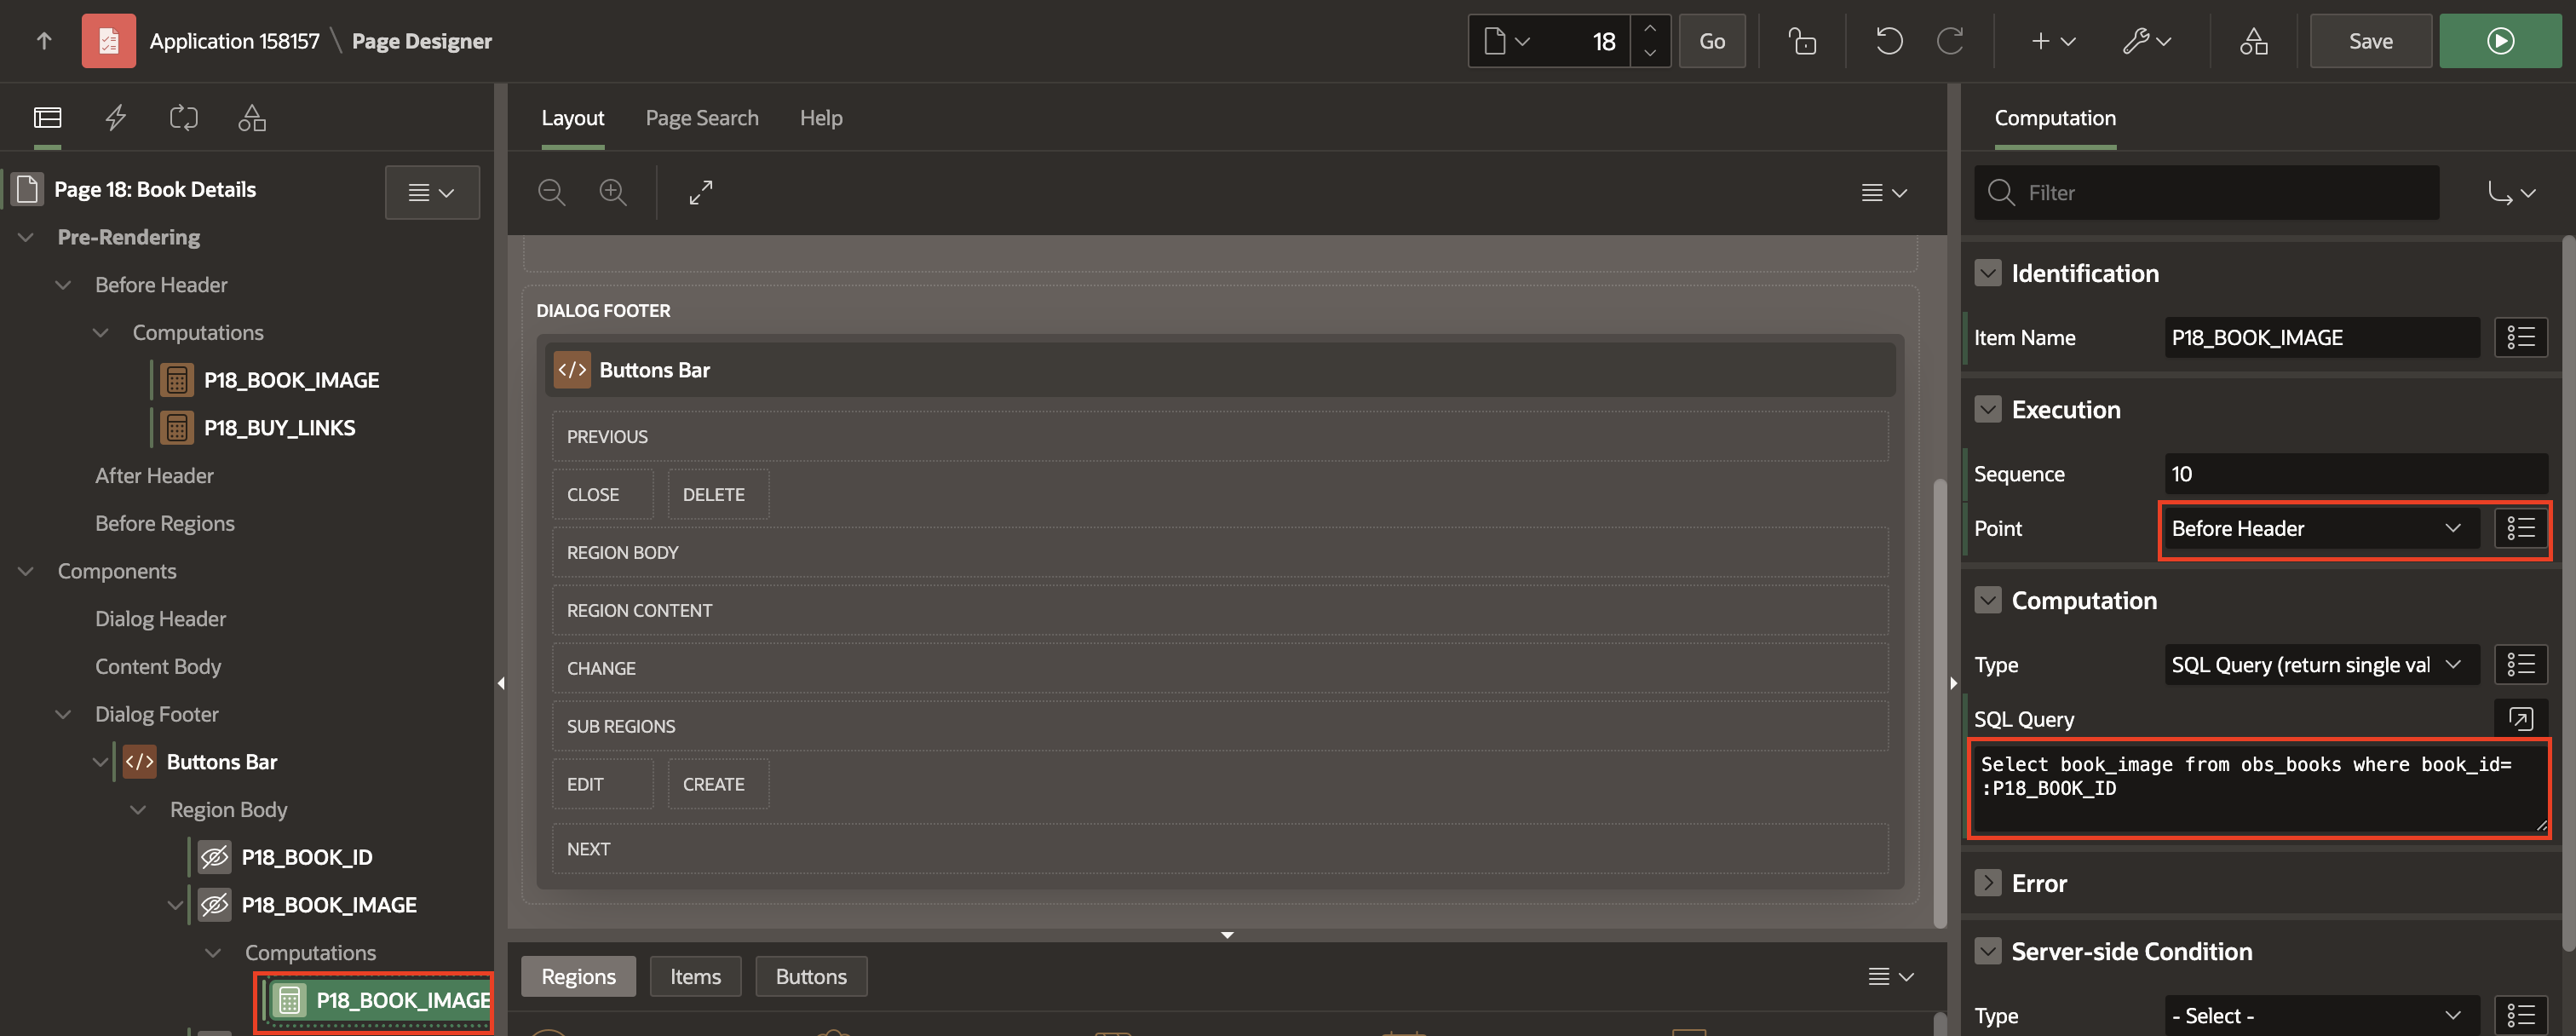 Application 158157 \ Page Designer
18
Go
Save
Layout
Page Search
Help
Computation
Page 18: Book Details
Pre-Rendering
Before Header
Computations
P18_BOOK_IMAGE
P18_BUY_LINKS
After Header
Before Regions
Components
Dialog Header
Content Body
Dialog Footer
Buttons Bar
Region Body
P18_BOOK_ID
P18_BOOK_IMAGE
Computations
P18_BOOK_IMAGE
DIALOG FOOTER
Buttons Bar
PREVIOUS
CLOSE
DELETE
REGION BODY
REGION CONTENT
CHANGE
SUB REGIONS
EDIT
CREATE
NEXT
Regions
Items
Buttons
Filter
Identification
Item Name
P18_BOOK_IMAGE
Execution
Sequence
10
Point
Before Header
Computation
Type
SQL Query (return single val
SQL Query
Select book_image from obs_books where book_id=
:P18_BOOK_ID
Error
Server-side Condition
Type
- Select -